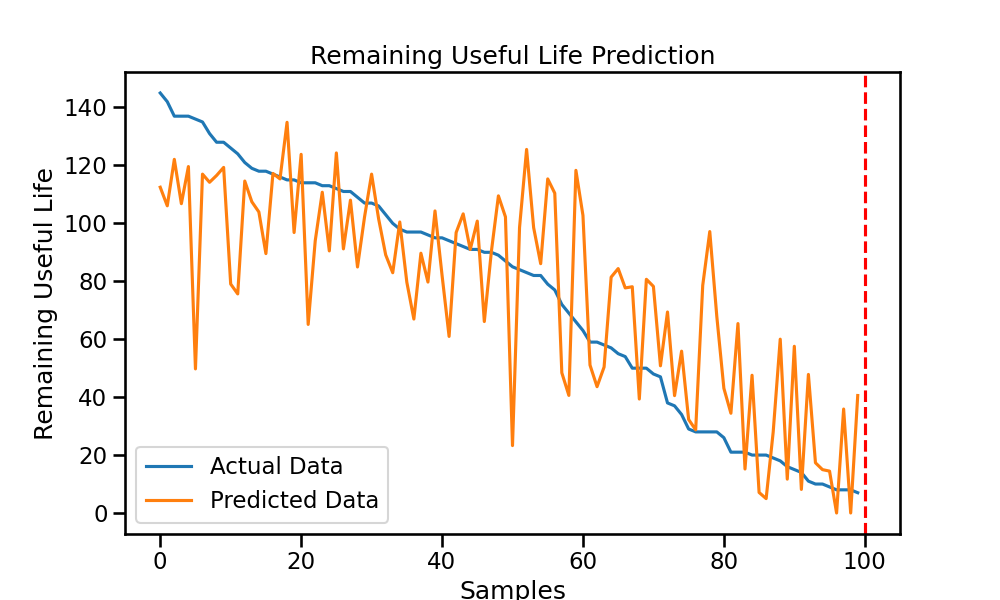 Remaining Useful Life Prediction
Remaining Useful Life
140
120
100
80
60
40
20
0
Actual Data
Predicted Data
0 20 40 60 80 100
Samples